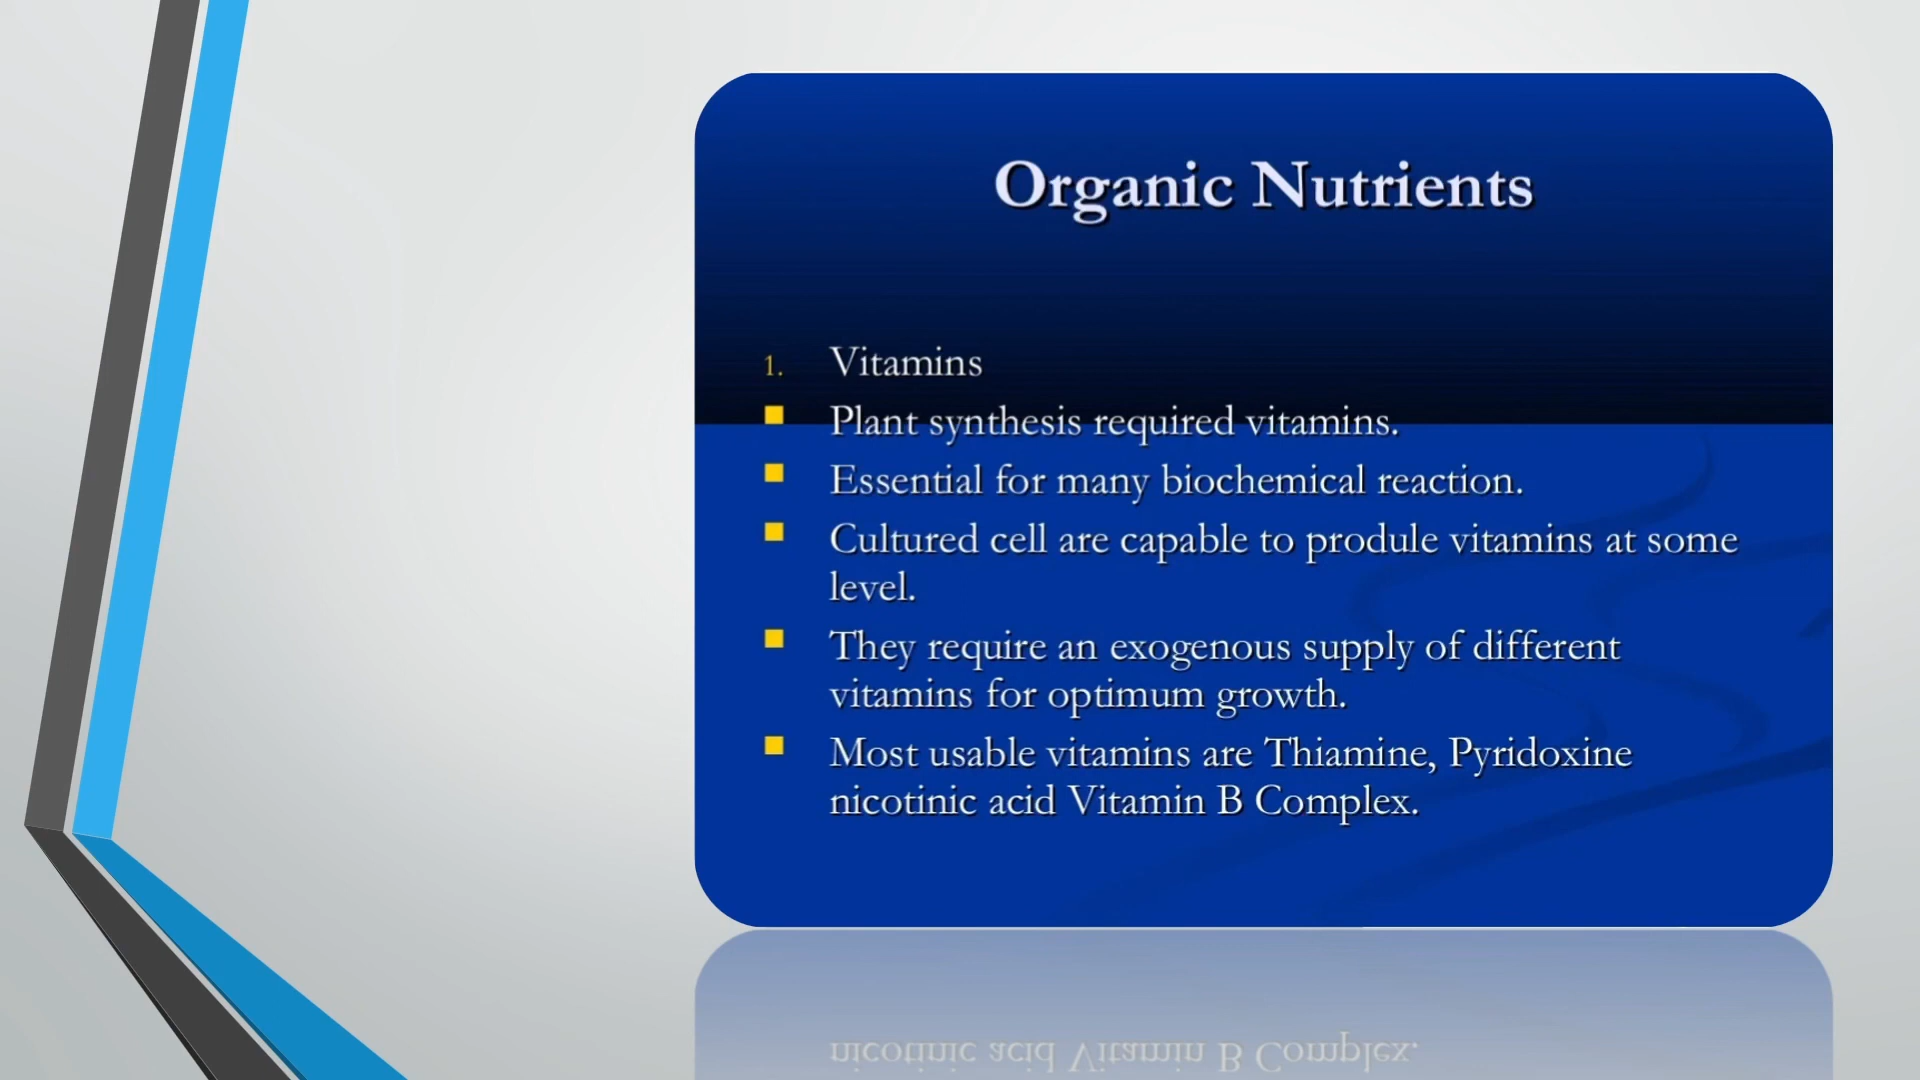 Organic Nutrients
1. Vitamins
Plant synthesis required vitamins.
Essential for many biochemical reaction.
Cultured cell are capable to produle vitamins at some
level.
They require an exogenous supply of different
vitamins for optimum growth.
Most usable vitamins are Thiamine, Pyridoxine
nicotinic acid Vitamin B Complex.